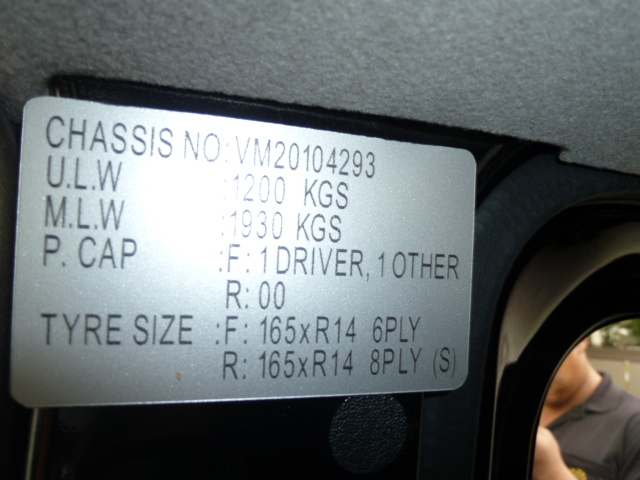 CHASSIS NO: VM20104293
U.L.W :1200 KGS
M.L.W :1930 KGS
P. CAP :F: 1 DRIVER, 1 OTHER
R: 00
TYRE SIZE :F: 165xR14 6PLY
R: 165xR14 8PLY (S)